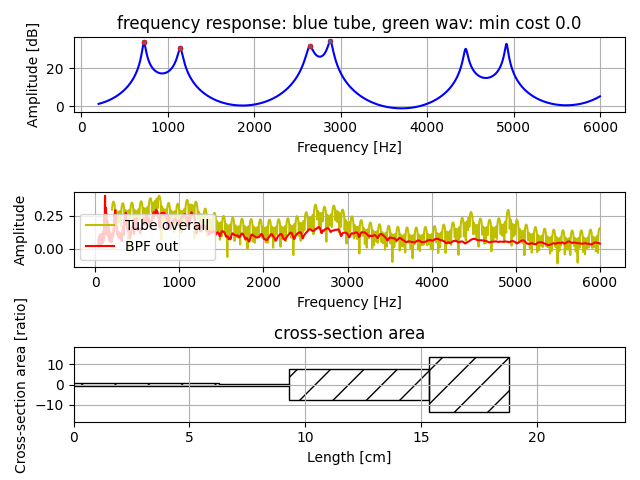 frequency response: blue tube, green wav: min cost 0.0
Amplitude [dB]
20
0
0 1000 2000 3000 4000 5000 6000
Frequency [Hz]
Amplitude
0.25
0.00
Tube overall
BPF out
0 1000 2000 3000 4000 5000 6000
Frequency [Hz]
cross-section area
Cross-section area [ratio]
10
0
−10
0 5 10 15 20
Length [cm]